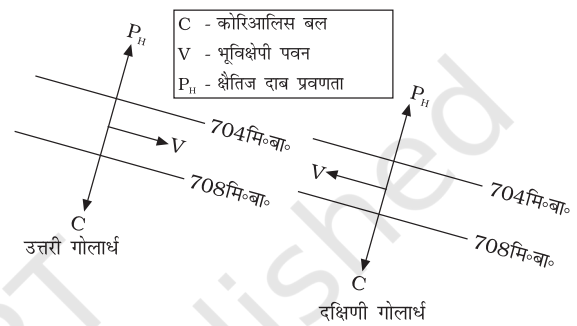 C - कोरिआलिस बल
V - भूविक्षेपी पवन
P_H - क्षैतिज दाब प्रवणता
P_H
704मि॰बा॰
V
708मि॰बा॰
C
उत्तरी गोलार्ध
P_H
V
704मि॰बा॰
708मि॰बा॰
C
दक्षिणी गोलार्ध